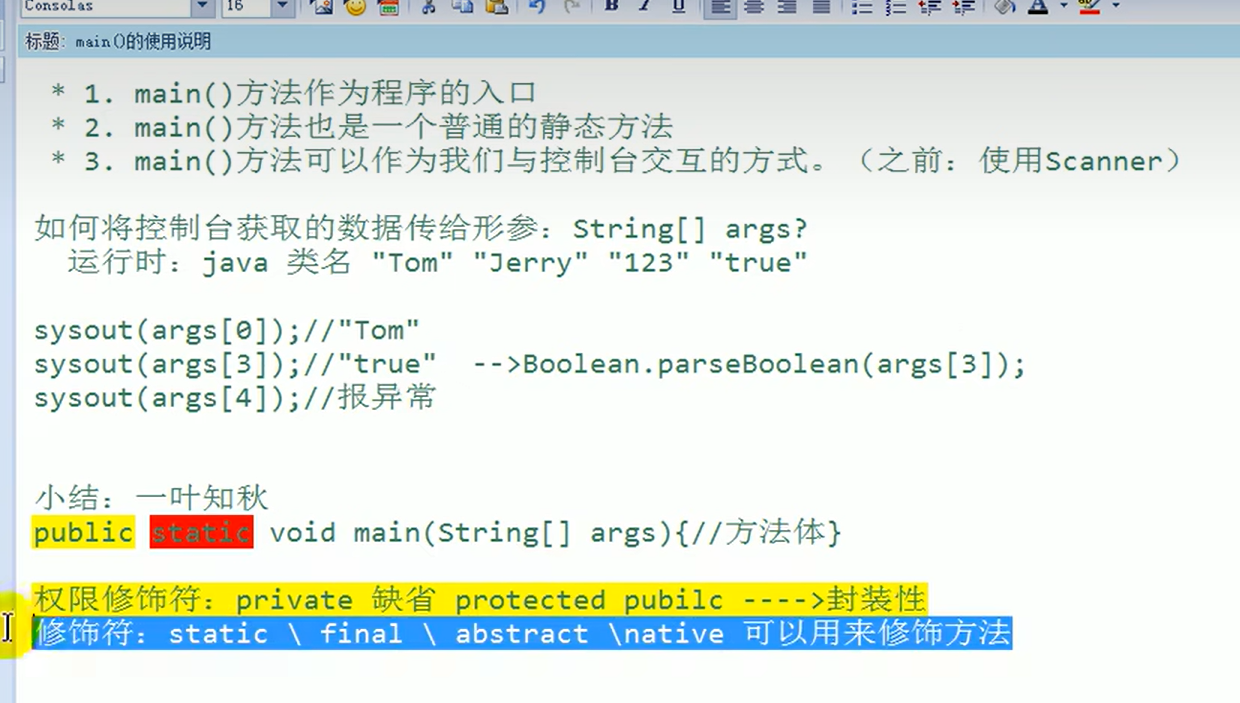 Consolas 16 B I U A
标题: main()的使用说明
* 1. main()方法作为程序的入口
* 2. main()方法也是一个普通的静态方法
* 3. main()方法可以作为我们与控制台交互的方式。（之前：使用Scanner）
如何将控制台获取的数据传给形参：String[] args?
运行时：java 类名 "Tom" "Jerry" "123" "true"
sysout(args[0]);//"Tom"
sysout(args[3]);//"true" -->Boolean.parseBoolean(args[3]);
sysout(args[4]);//报异常
小结：一叶知秋
public static void main(String[] args){//方法体}
权限修饰符：private 缺省 protected pubilc ---->封装性
修饰符：static \ final \ abstract \native 可以用来修饰方法